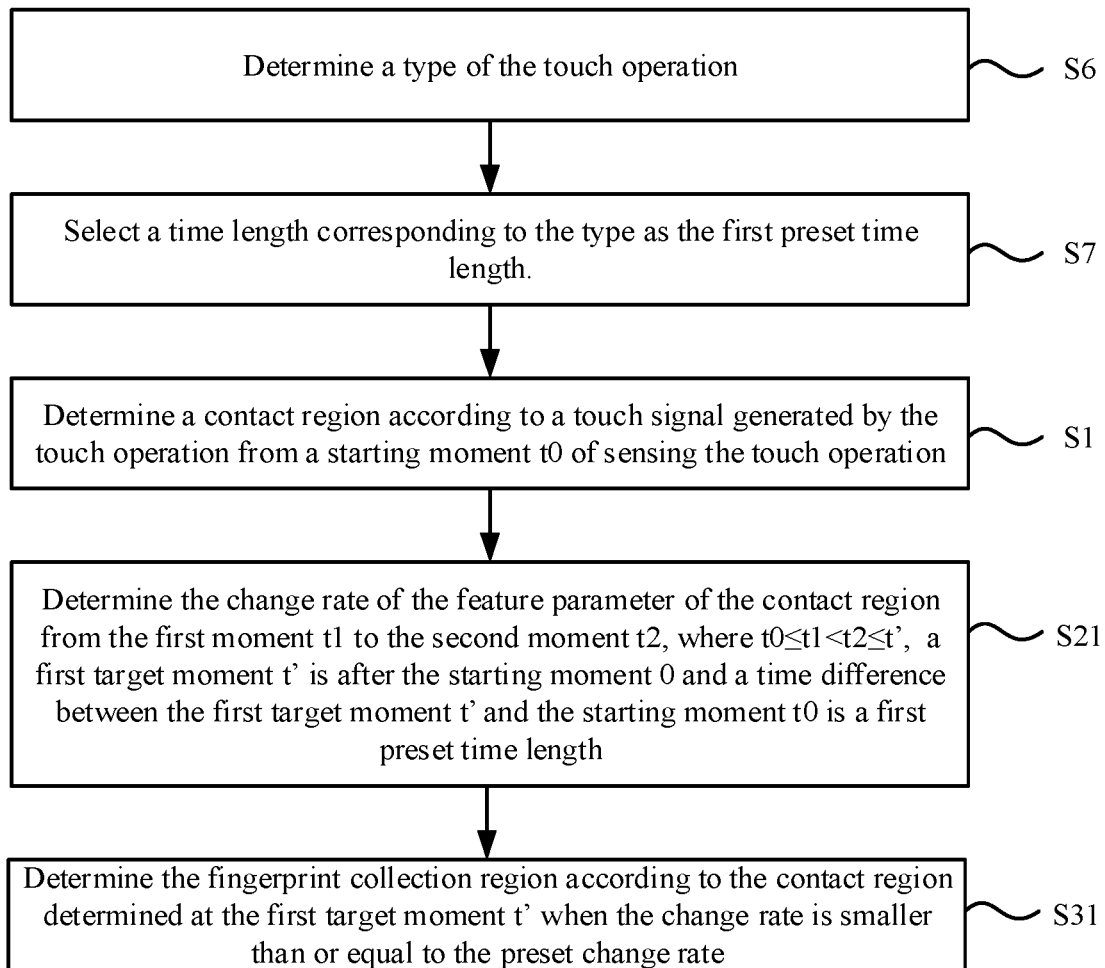 Determine a type of the touch operation
S6
Select a time length corresponding to the type as the first preset time
length.
S7
Determine a contact region according to a touch signal generated by the
touch operation from a starting moment t0 of sensing the touch operation
S1
Determine the change rate of the feature parameter of the contact region
from the first moment t1 to the second moment t2, where t0≤t1<t2≤t’, a
first target moment t’ is after the starting moment 0 and a time difference
between the first target moment t’ and the starting moment t0 is a first
preset time length
S21
Determine the fingerprint collection region according to the contact region
determined at the first target moment t’ when the change rate is smaller
than or equal to the preset change rate
S31